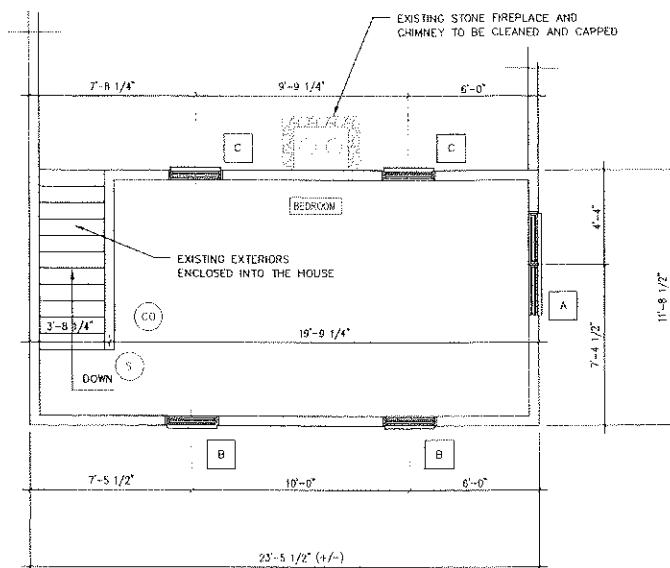 EXISTING STONE FIREPLACE AND
CHIMNEY TO BE CLEANED AND CAPPED
7'-8 1/4"
9'-9 1/4"
6'-0"
C
C
BEDROOM
4'-4"
EXISTING EXTERIORS
ENCLOSED INTO THE HOUSE
A
11'-8 1/2"
CO
3'-8 3/4"
19'-9 1/4"
7'-4 1/2"
S
DOWN
B
B
7'-5 1/2"
10'-0"
6'-0"
23'-5 1/2" (+/-)